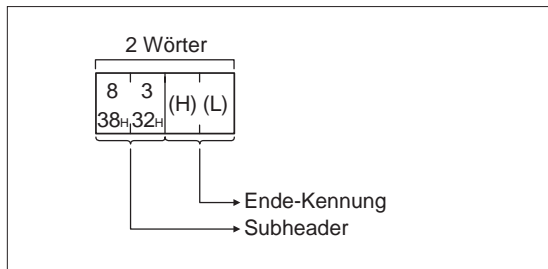 2 Wörter
8 3 (H) (L)
38H 32H
Ende-Kennung
Subheader